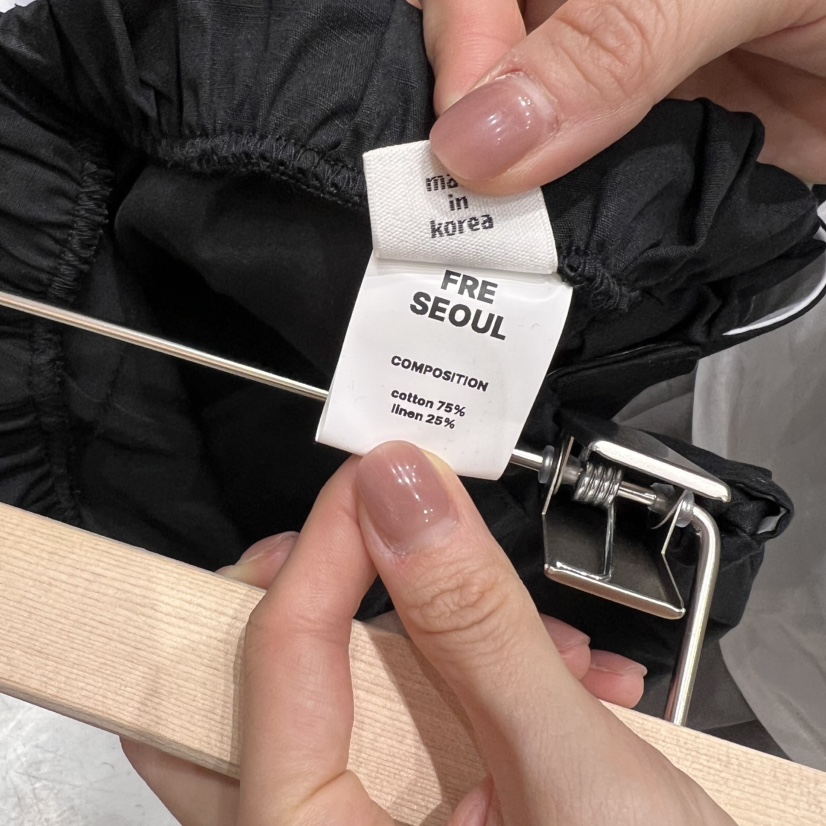 in
korea
FRE
SEOUL
COMPOSITION
cotton 75%
linen 25%